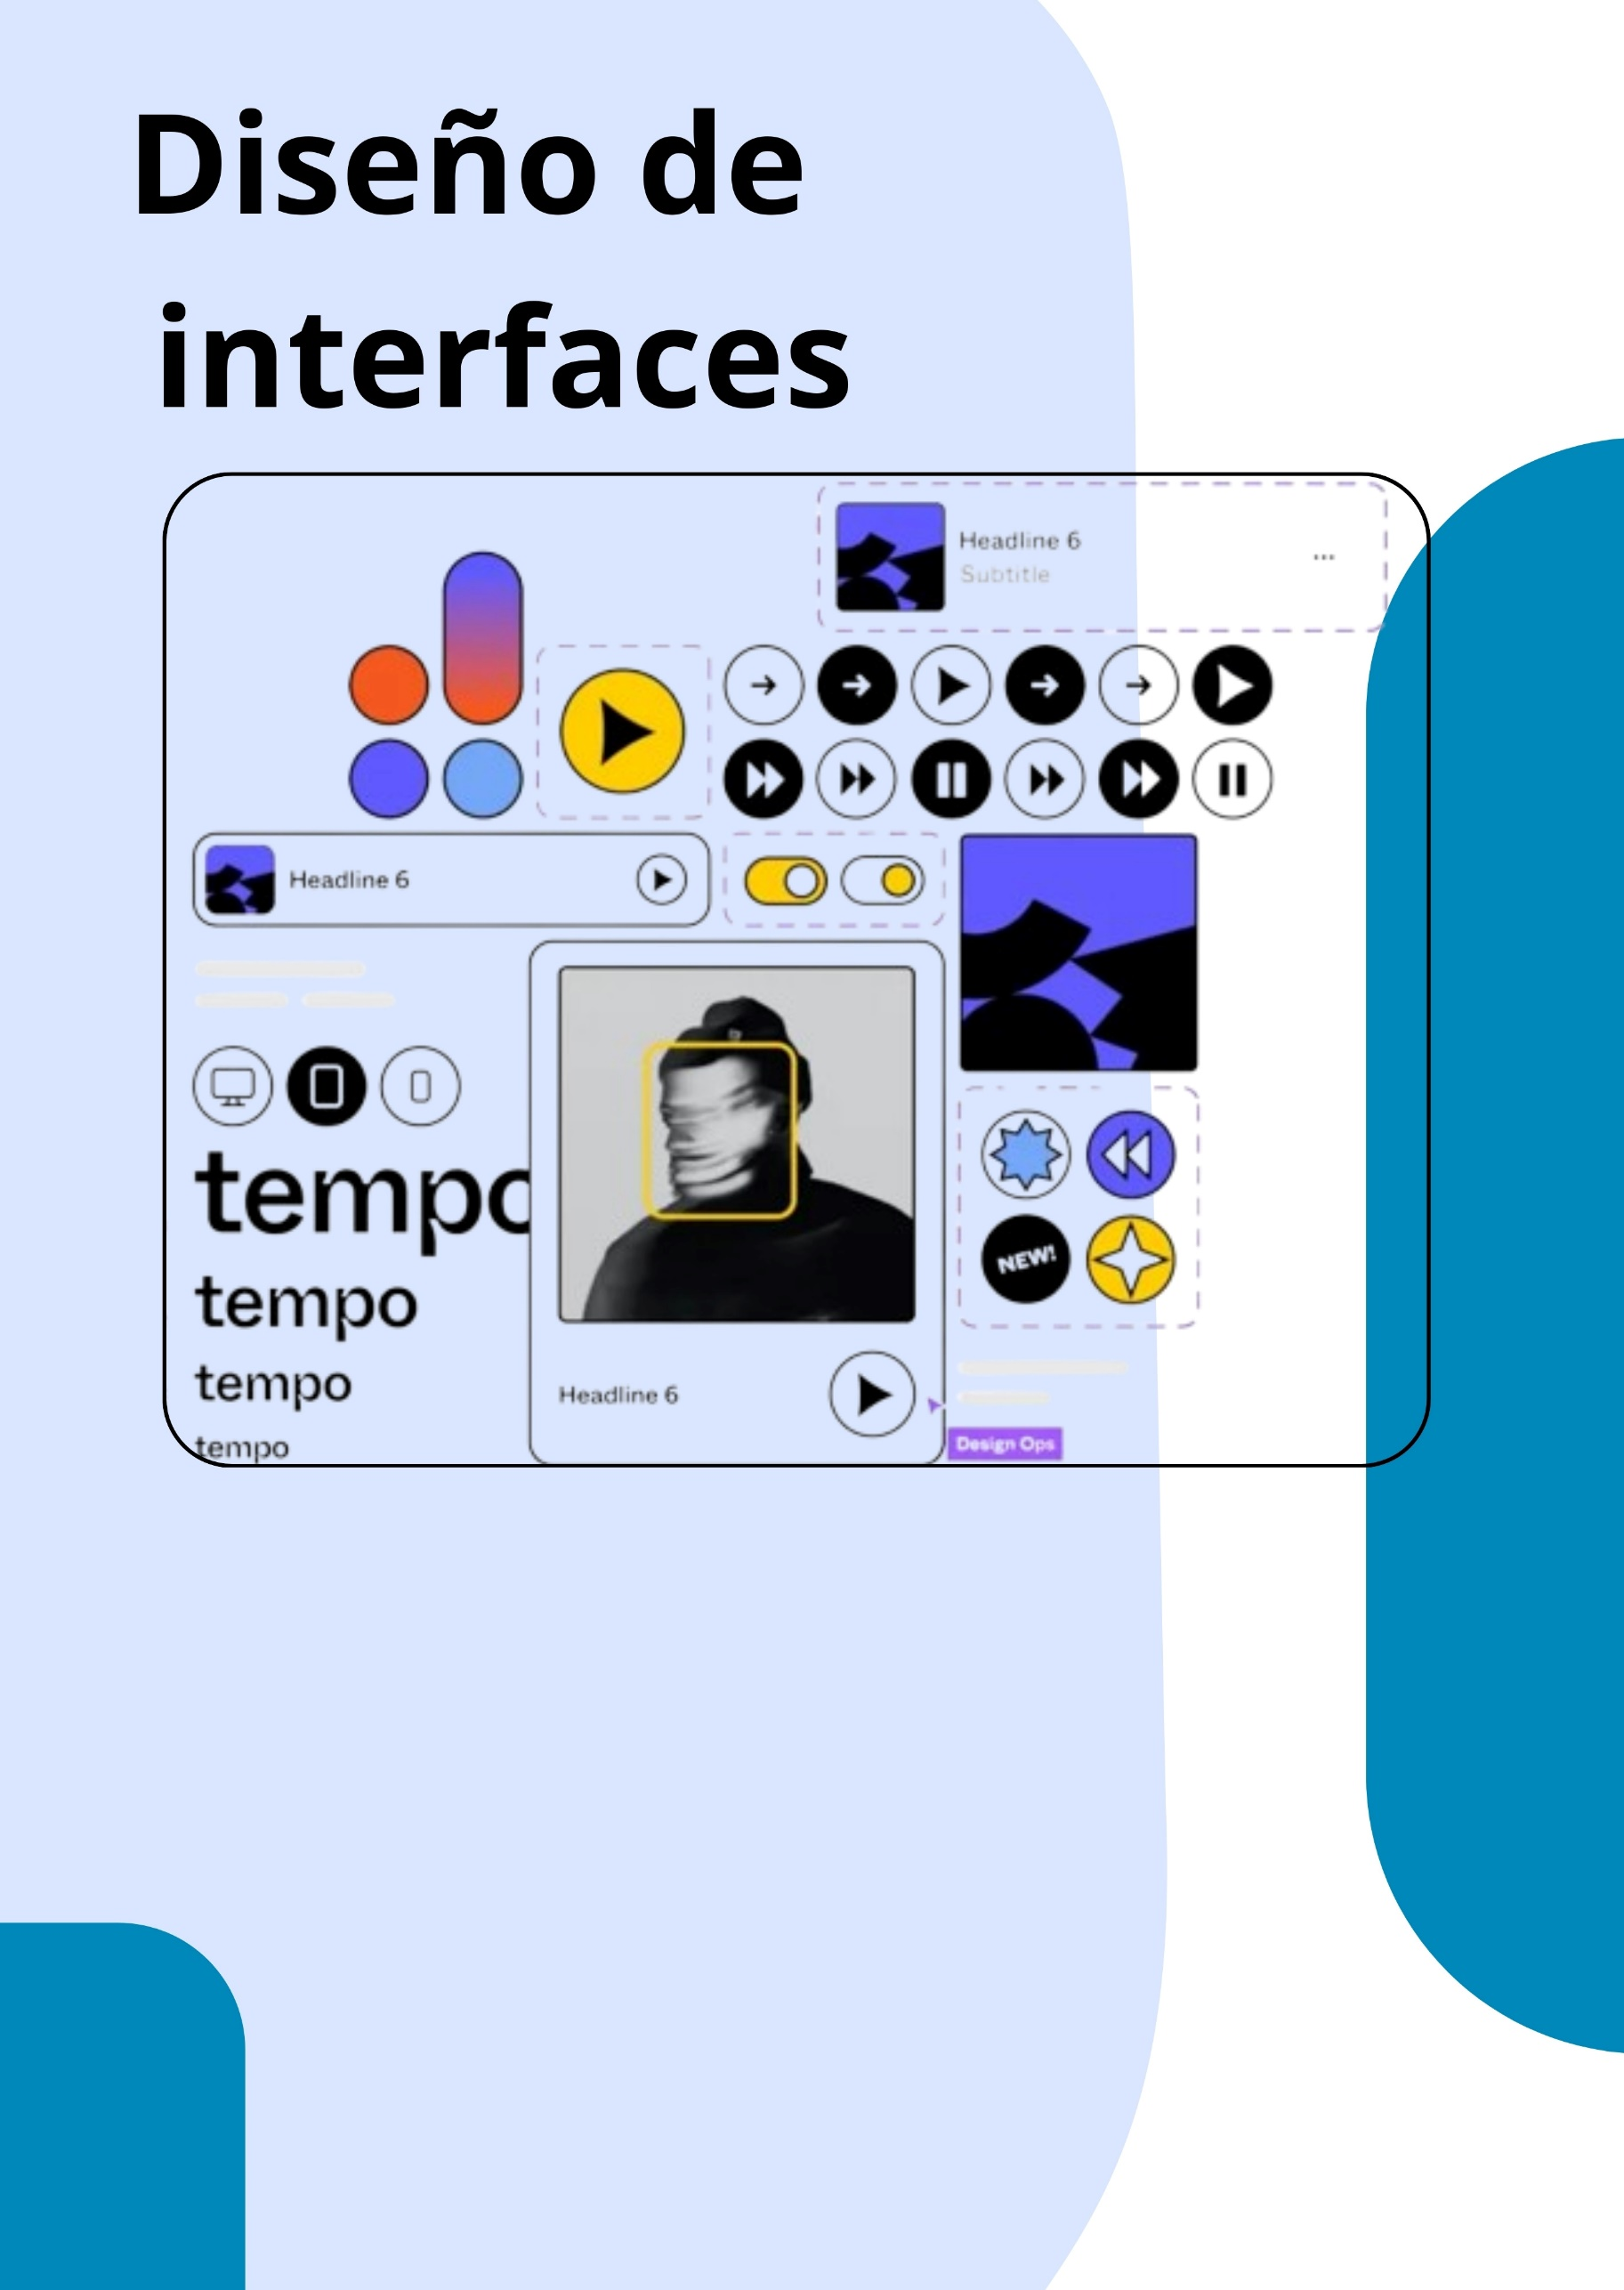 Diseño de
interfaces
Headline 6
Subtitle
...
Headline 6
tempo
tempo
tempo
tempo
NEW!
Headline 6
Design Ops